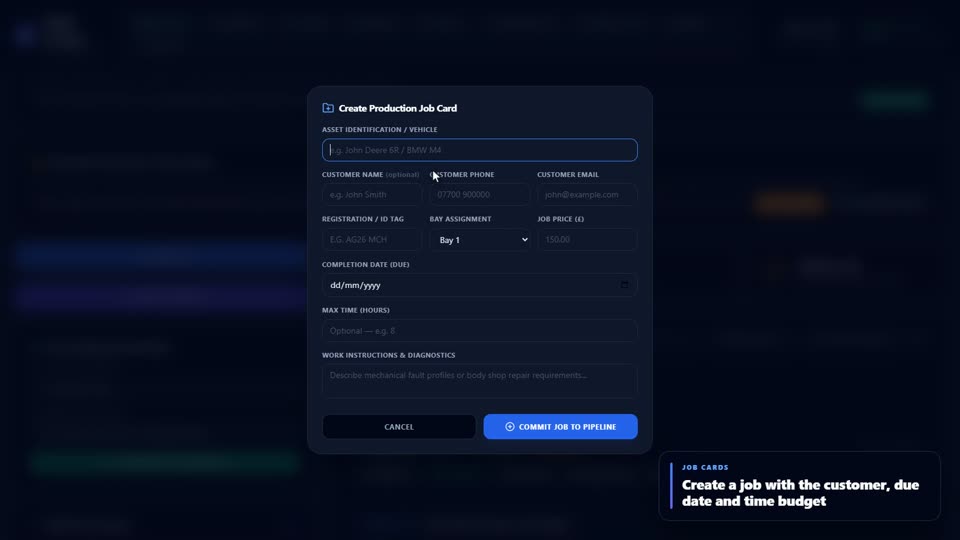 Create Production Job Card
ASSET IDENTIFICATION / VEHICLE
e.g. John Deere 6R / BMW M4
CUSTOMER NAME (optional)
CUSTOMER PHONE
CUSTOMER EMAIL
e.g. John Smith
07700 900000
john@example.com
REGISTRATION / ID TAG
BAY ASSIGNMENT
JOB PRICE (£)
E.G. AG26 MCH
Bay 1
150.00
COMPLETION DATE (DUE)
dd/mm/yyyy
MAX TIME (HOURS)
Optional — e.g. 8
WORK INSTRUCTIONS & DIAGNOSTICS
Describe mechanical fault profiles or body shop repair requirements...
CANCEL
COMMIT JOB TO PIPELINE
JOB CARDS
Create a job with the customer, due
date and time budget